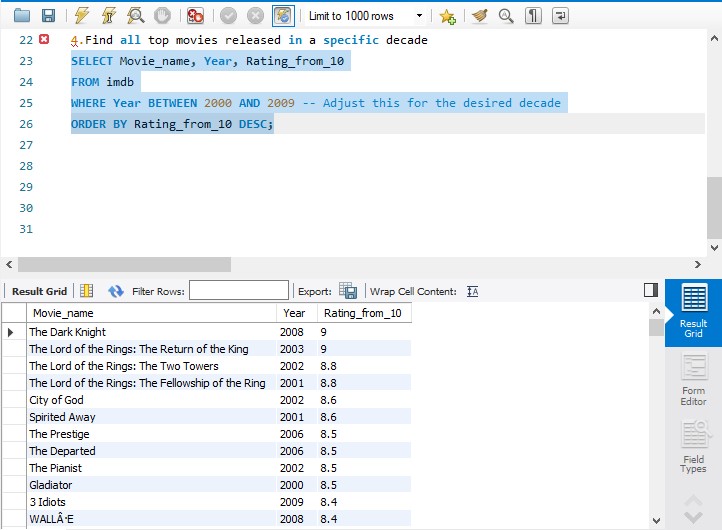 Limit to 1000 rows
22 4.Find all top movies released in a specific decade
23 SELECT Movie_name, Year, Rating_from_10
24 FROM imdb
25 WHERE Year BETWEEN 2000 AND 2009 -- Adjust this for the desired decade
26 ORDER BY Rating_from_10 DESC;
27
28
29
30
31
Result Grid Filter Rows: Export: Wrap Cell Content:
Movie_name Year Rating_from_10
The Dark Knight 2008 9
The Lord of the Rings: The Return of the King 2003 9
The Lord of the Rings: The Two Towers 2002 8.8
The Lord of the Rings: The Fellowship of the Ring 2001 8.8
City of God 2002 8.6
Spirited Away 2001 8.6
The Prestige 2006 8.5
The Departed 2006 8.5
The Pianist 2002 8.5
Gladiator 2000 8.5
3 Idiots 2009 8.4
WALLÂ·E 2008 8.4
Result
Grid
Form
Editor
Field
Types